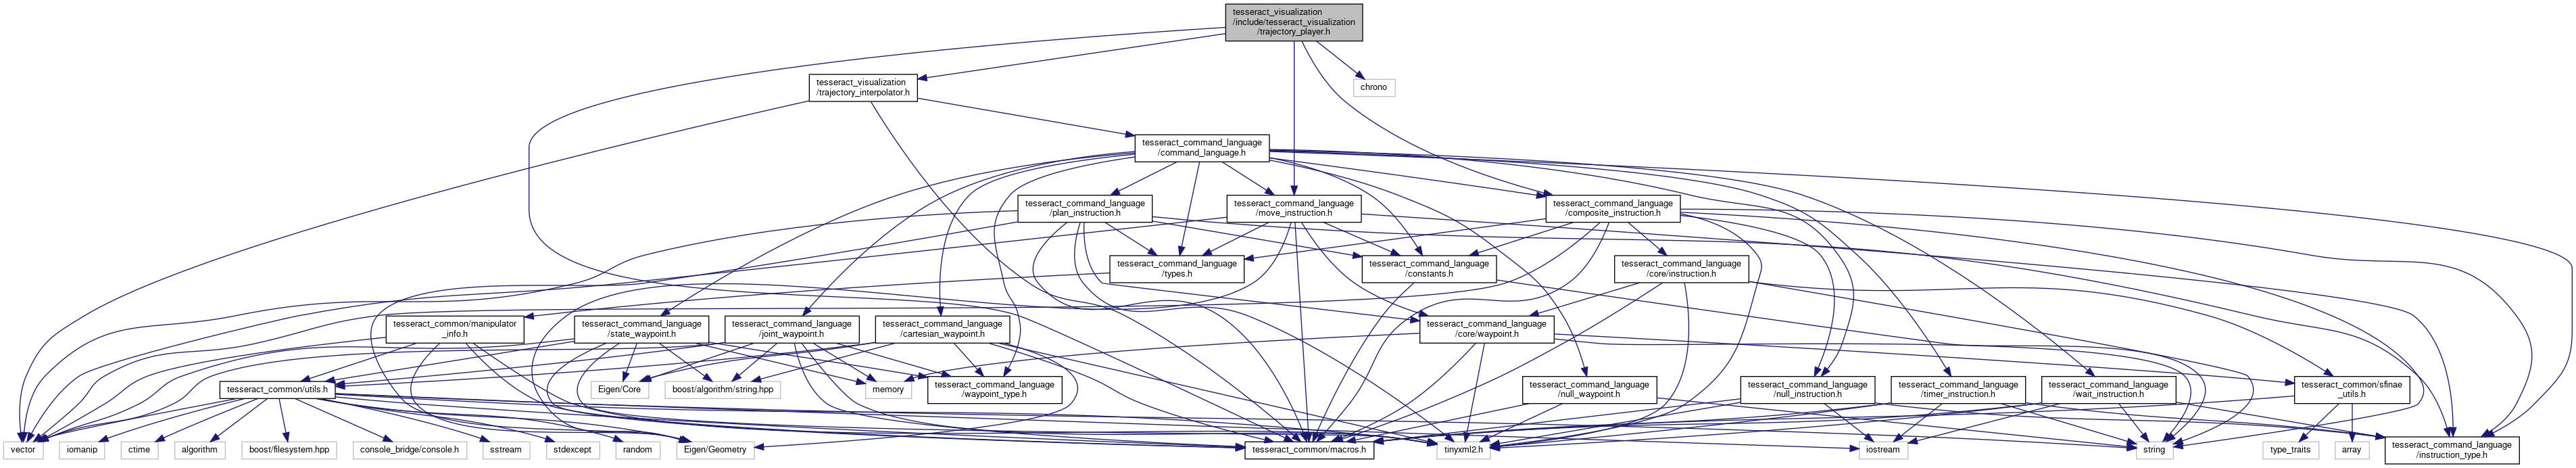 tesseract_visualization
/include/tesseract_visualization
/trajectory_player.h
tesseract_visualization
/trajectory_interpolator.h
chrono
tesseract_command_language
/command_language.h
tesseract_command_language
/plan_instruction.h
tesseract_command_language
/move_instruction.h
tesseract_command_language
/composite_instruction.h
tesseract_command_language
/types.h
tesseract_command_language
/constants.h
tesseract_command_language
/core/instruction.h
tesseract_common/manipulator
_info.h
tesseract_command_language
/state_waypoint.h
tesseract_command_language
/joint_waypoint.h
tesseract_command_language
/cartesian_waypoint.h
tesseract_command_language
/core/waypoint.h
tesseract_common/utils.h
Eigen/Core
boost/algorithm/string.hpp
memory
tesseract_command_language
/waypoint_type.h
tesseract_command_language
/null_waypoint.h
tesseract_command_language
/null_instruction.h
tesseract_command_language
/timer_instruction.h
tesseract_command_language
/wait_instruction.h
tesseract_common/sfinae
_utils.h
vector
iomanip
ctime
algorithm
boost/filesystem.hpp
console_bridge/console.h
sstream
stdexcept
random
Eigen/Geometry
tesseract_common/macros.h
tinyxml2.h
iostream
string
type_traits
array
tesseract_command_language
/instruction_type.h